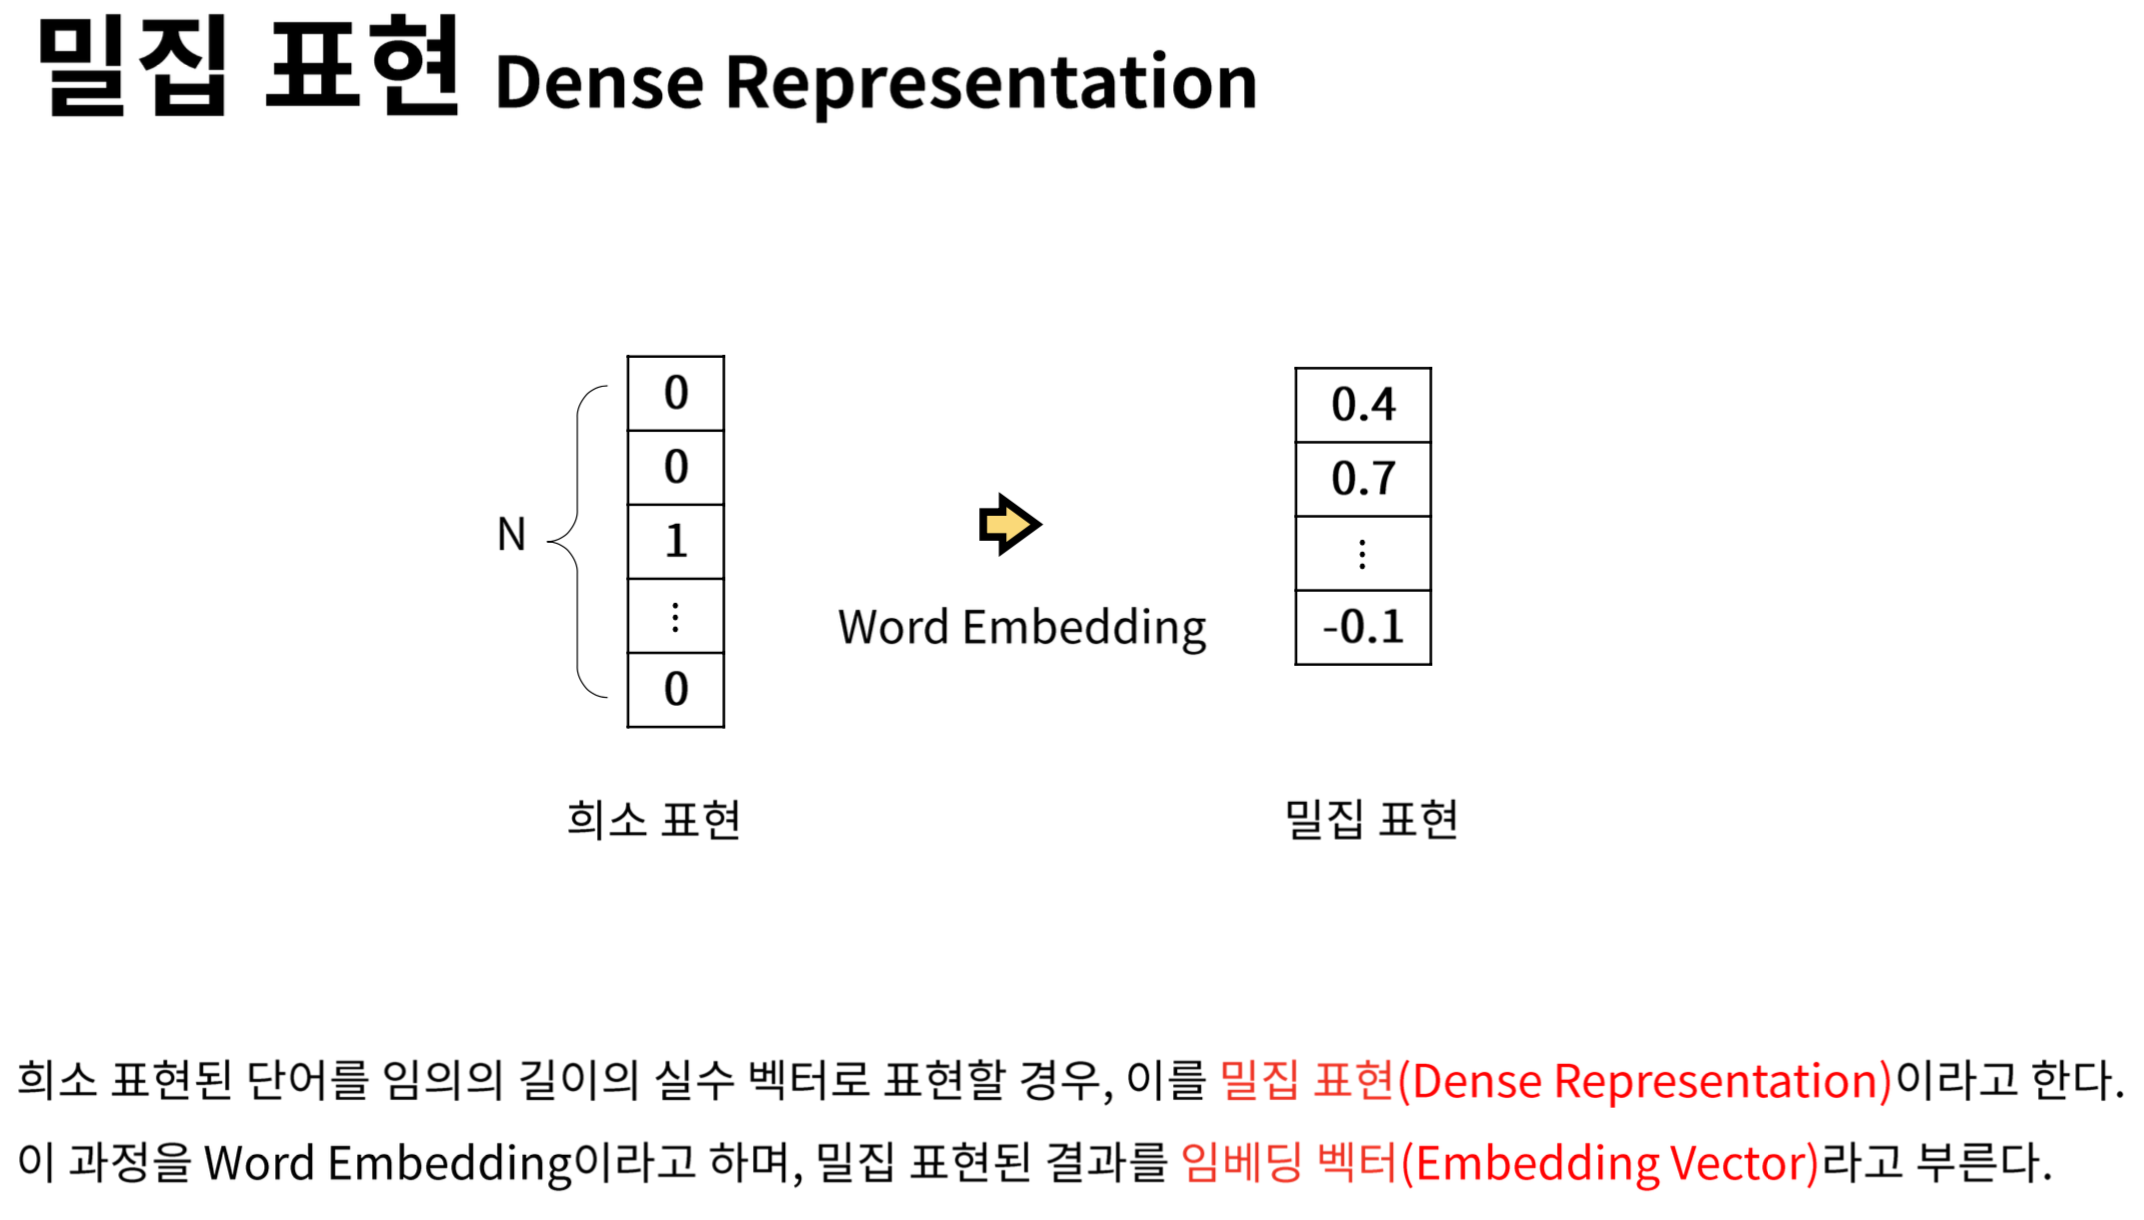 밀집 표현 Dense Representation
N
0
0
1
⋮
0
Word Embedding
0.4
0.7
⋮
-0.1
희소 표현
밀집 표현
희소 표현된 단어를 임의의 길이의 실수 벡터로 표현할 경우, 이를 밀집 표현(Dense Representation)이라고 한다.
이 과정을 Word Embedding이라고 하며, 밀집 표현된 결과를 임베딩 벡터(Embedding Vector)라고 부른다.